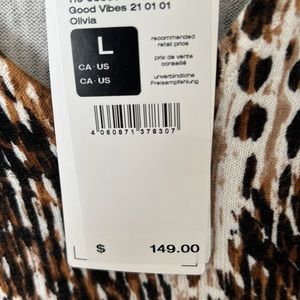 Good Vibes 21 01 01
Olivia
L
CA·US
CA·US
recommended
retail price
prix de vente
conseillé
unverbindliche
Preisempfehlung
4 060871 378307
$ 149.00